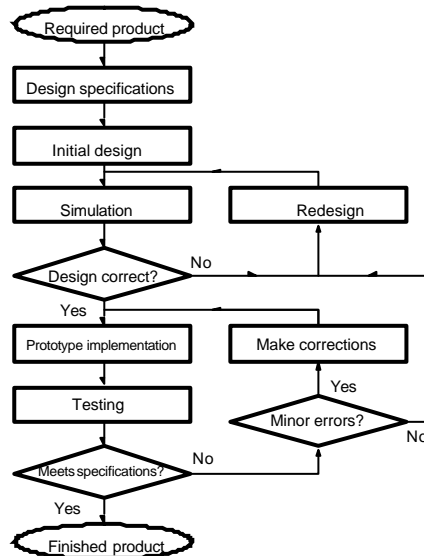 Required product
Design specifications
Initial design
Simulation
Redesign
Design correct?
No
Yes
Prototype implementation
Make corrections
Yes
Testing
Minor errors?
No
Meets specifications?
No
Yes
Finished product